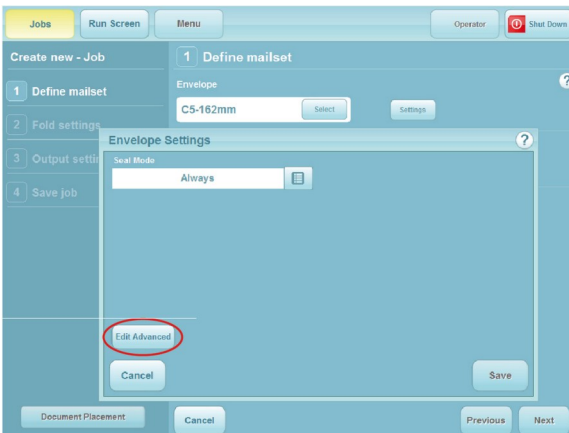 Jobs
Run Screen
Menu
Operator
Shut Down
Create new - Job
1 Define mailset
2 Fold settings
3 Output
4 Save job
1 Define mailset
Envelope
C5-162mm
Select
Settings
?
Envelope Settings
?
Seal Mode
Always
Edit Advanced
Cancel
Save
Document Placement
Cancel
Previous
Next